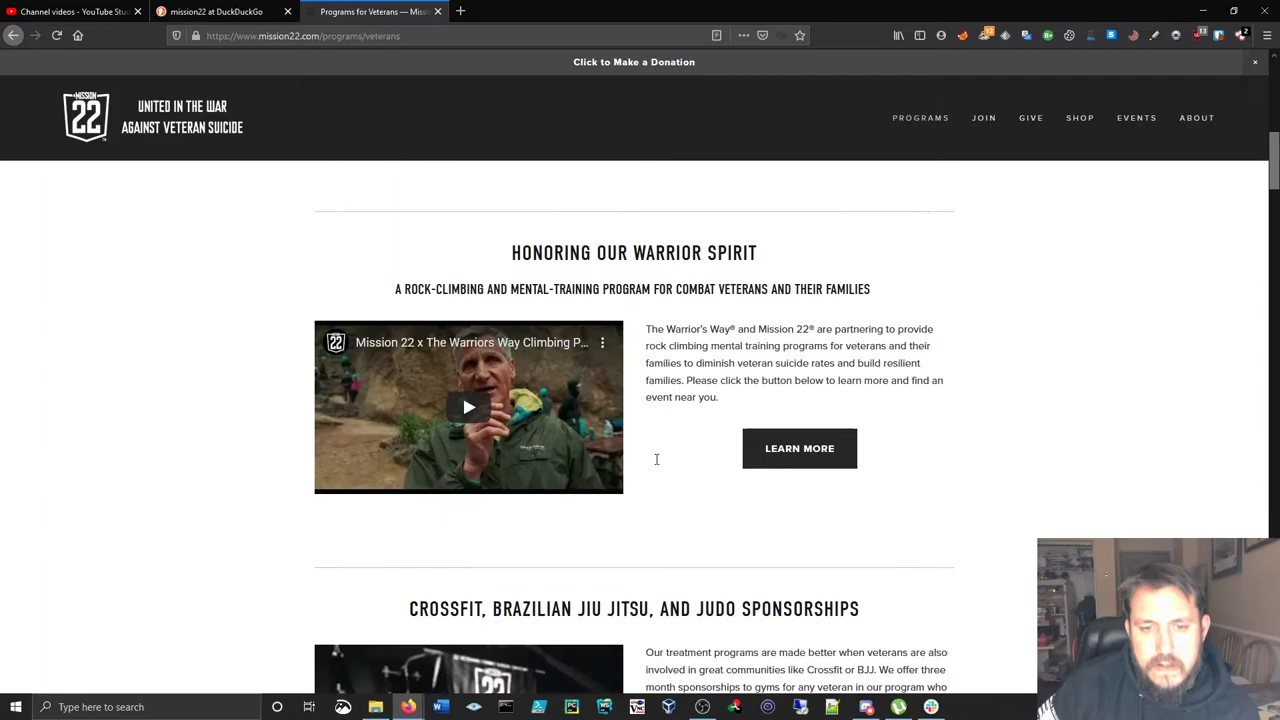 Channel videos - YouTube Stu
mission22 at DuckDuckGo
Programs for Veterans — Missi
https://www.mission22.com/programs/veterans
12
13
2
Click to Make a Donation
MISSION
22
UNITED IN THE WAR
AGAINST VETERAN SUICIDE
PROGRAMS
JOIN
GIVE
SHOP
EVENTS
ABOUT
HONORING OUR WARRIOR SPIRIT
A ROCK-CLIMBING AND MENTAL-TRAINING PROGRAM FOR COMBAT VETERANS AND THEIR FAMILIES
22
Mission 22 x The Warriors Way Climbing P...
The Warrior’s Way® and Mission 22® are partnering to provide
rock climbing mental training programs for veterans and their
families to diminish veteran suicide rates and build resilient
families. Please click the button below to learn more and find an
event near you.
LEARN MORE
CROSSFIT, BRAZILIAN JIU JITSU, AND JUDO SPONSORSHIPS
22
Our treatment programs are made better when veterans are also
involved in great communities like Crossfit or BJJ. We offer three
month sponsorships to gyms for any veteran in our program who
Type here to search